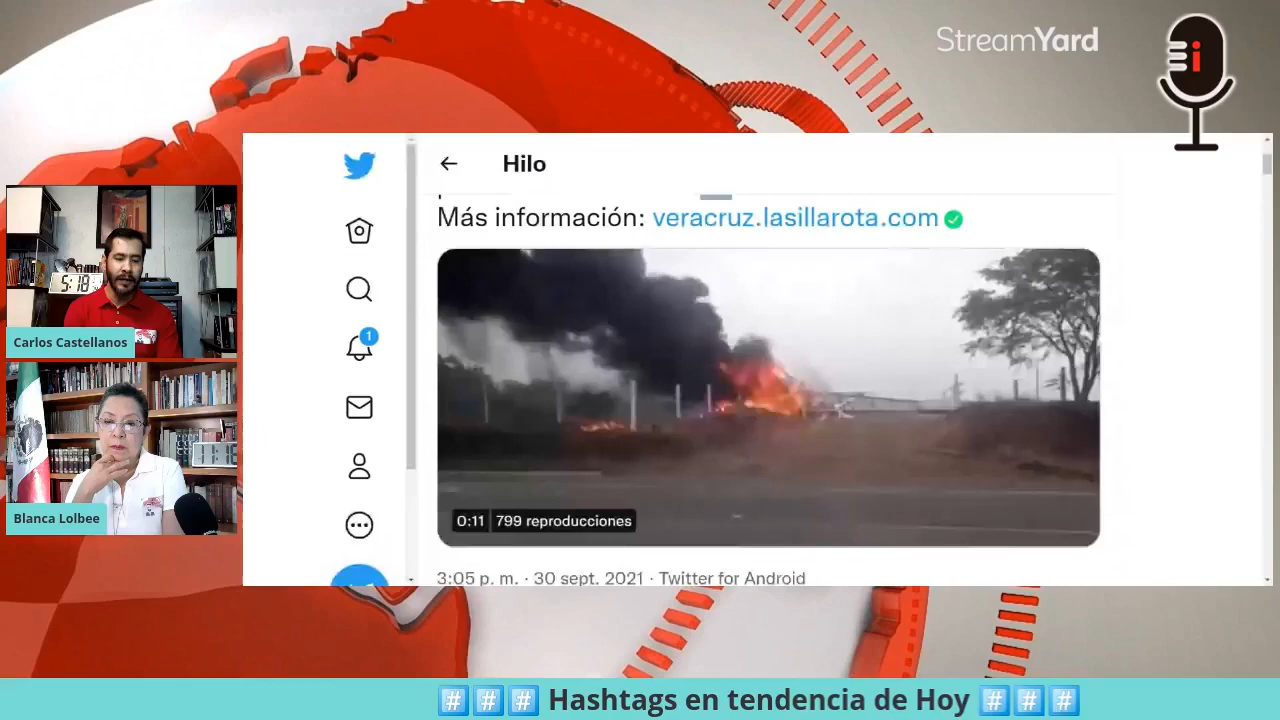 StreamYard
i
Hilo
Más información: veracruz.lasillarota.com
1
5:18
Carlos Castellanos
Blanca Lolbee
0:11 799 reproducciones
3:05 p. m. · 30 sept. 2021 · Twitter for Android
### Hashtags en tendencia de Hoy ###